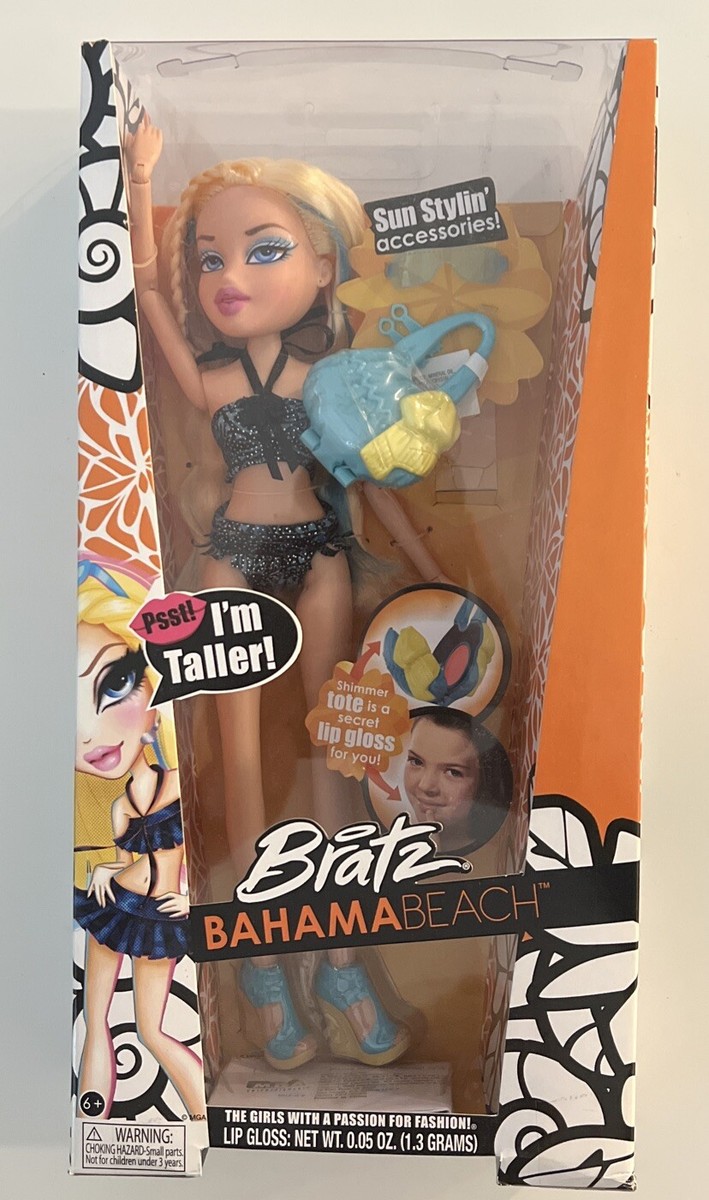 Sun Stylin'
accessories!
Psst! I'm
Taller!
Shimmer
tote is a
secret
lip gloss
for you!
Bratz®
BAHAMABEACH™
6+
© MGA
THE GIRLS WITH A PASSION FOR FASHION!®
LIP GLOSS: NET WT. 0.05 OZ. (1.3 GRAMS)
WARNING:
CHOKING HAZARD-Small parts.
Not for children under 3 years.